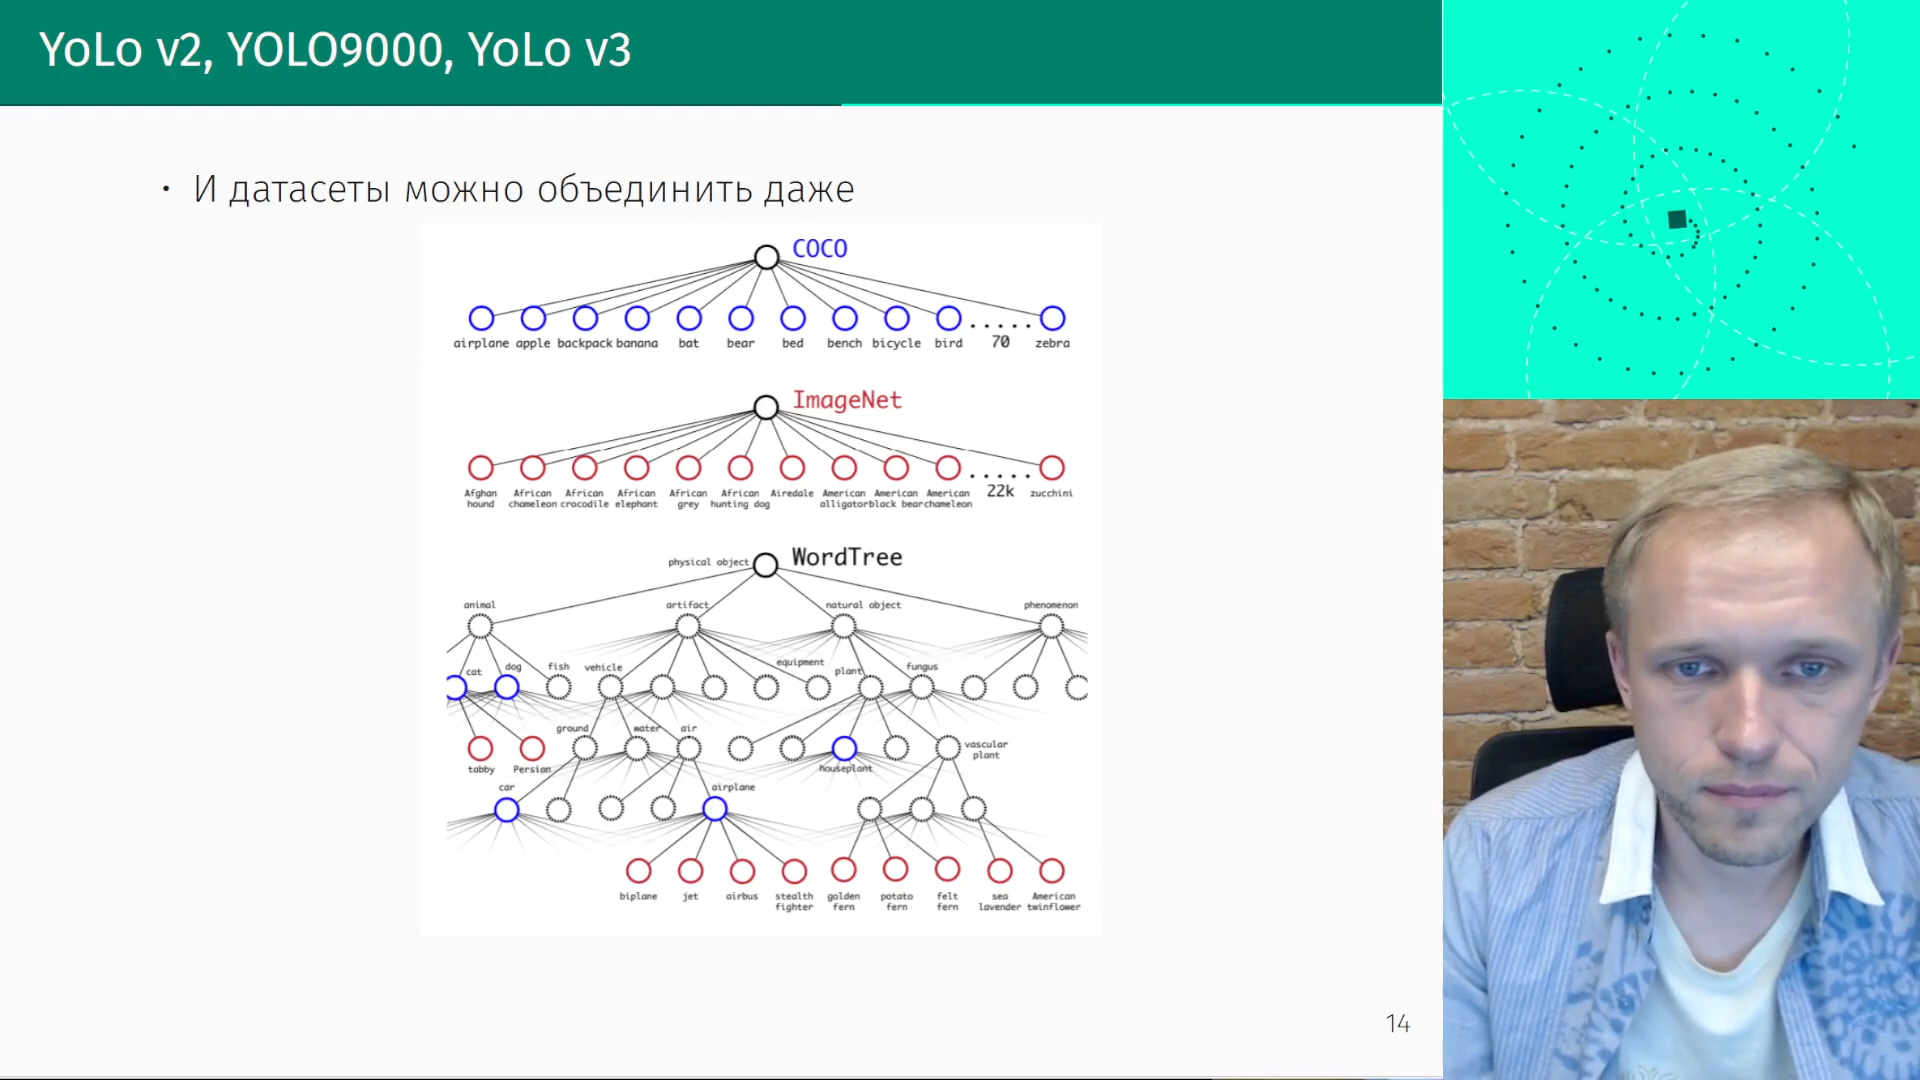 YoLo v2, YOLO9000, YoLo v3
• И датасеты можно объединить даже
COCO
airplane apple backpack banana bat bear bed bench bicycle bird ..... 70 zebra
ImageNet
Afghan hound African chameleon African crocodile African elephant African grey African hunting dog Airedale American alligator American black bear American chameleon ..... 22k zucchini
physical object WordTree
animal artifact natural object phenomenon
cat dog fish vehicle equipment plant fungus
ground water air vascular plant
tabby Persian houseplant
car airplane
biplane jet airbus stealth fighter golden fern potato fern felt fern sea lavender American twinflower
14